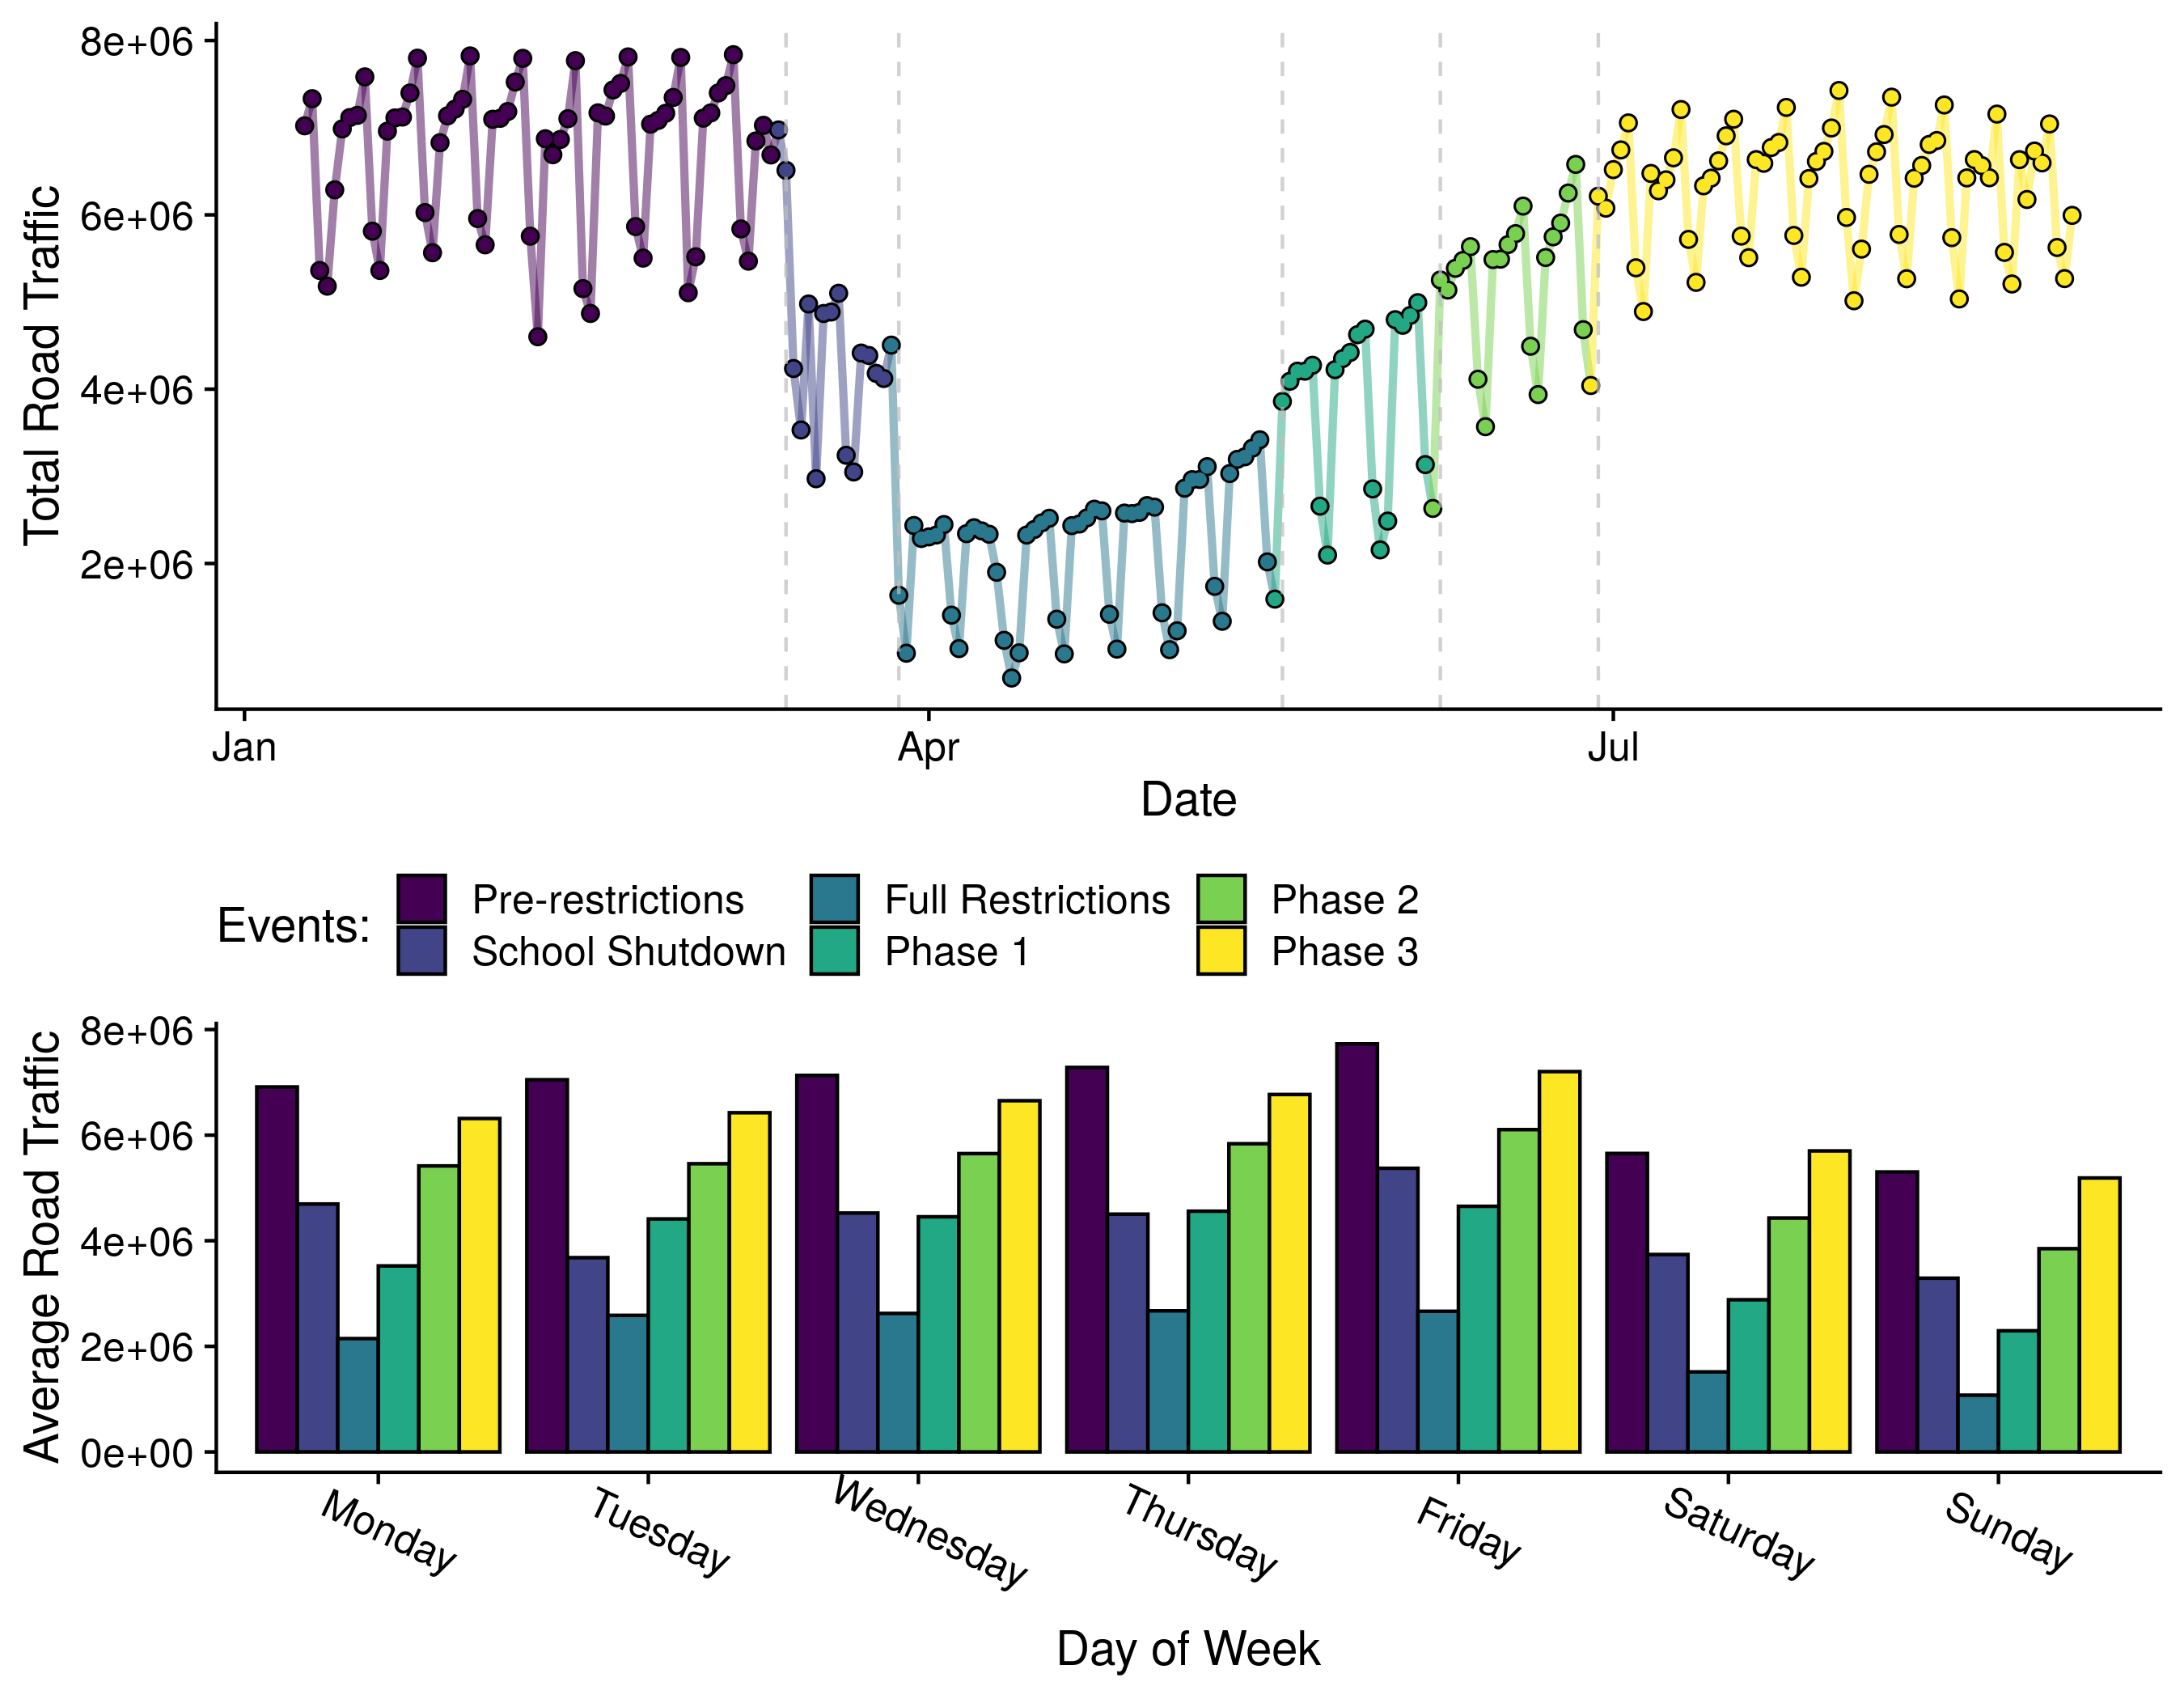 Total Road Traffic
8e+06
6e+06
4e+06
2e+06
Jan
Apr
Jul
Date
Events:
Pre-restrictions
School Shutdown
Full Restrictions
Phase 1
Phase 2
Phase 3
Average Road Traffic
8e+06
6e+06
4e+06
2e+06
0e+00
Monday
Tuesday
Wednesday
Thursday
Friday
Saturday
Sunday
Day of Week